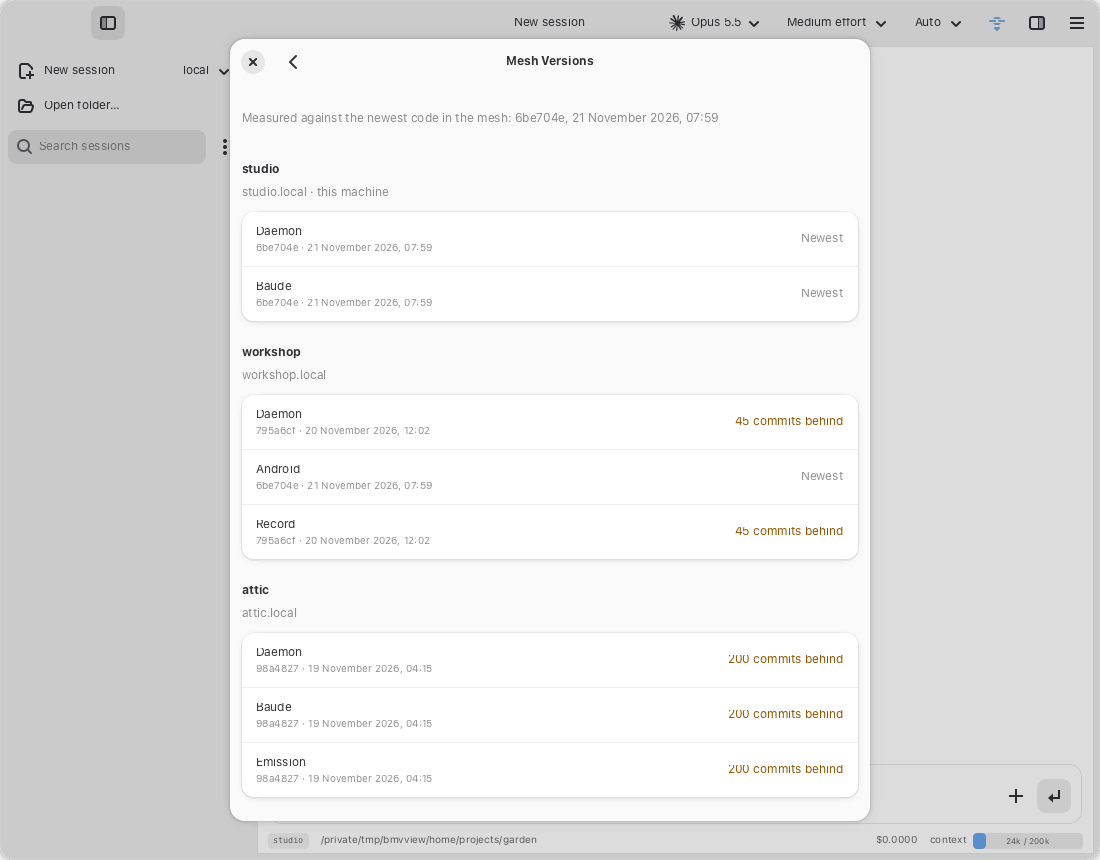 New session
Opus 5.5
Medium effort
Auto
New session
local
Open folder...
Search sessions
Mesh Versions
Measured against the newest code in the mesh: 6be704e, 21 November 2026, 07:59
studio
studio.local · this machine
Daemon
Newest
6be704e · 21 November 2026, 07:59
Baude
Newest
6be704e · 21 November 2026, 07:59
workshop
workshop.local
Daemon
45 commits behind
795a6cf · 20 November 2026, 12:02
Android
Newest
6be704e · 21 November 2026, 07:59
Record
45 commits behind
795a6cf · 20 November 2026, 12:02
attic
attic.local
Daemon
200 commits behind
98a4827 · 19 November 2026, 04:15
Baude
200 commits behind
98a4827 · 19 November 2026, 04:15
Emission
200 commits behind
98a4827 · 19 November 2026, 04:15
studio
/private/tmp/bmvview/home/projects/garden
$0.0000
context
24k / 200k